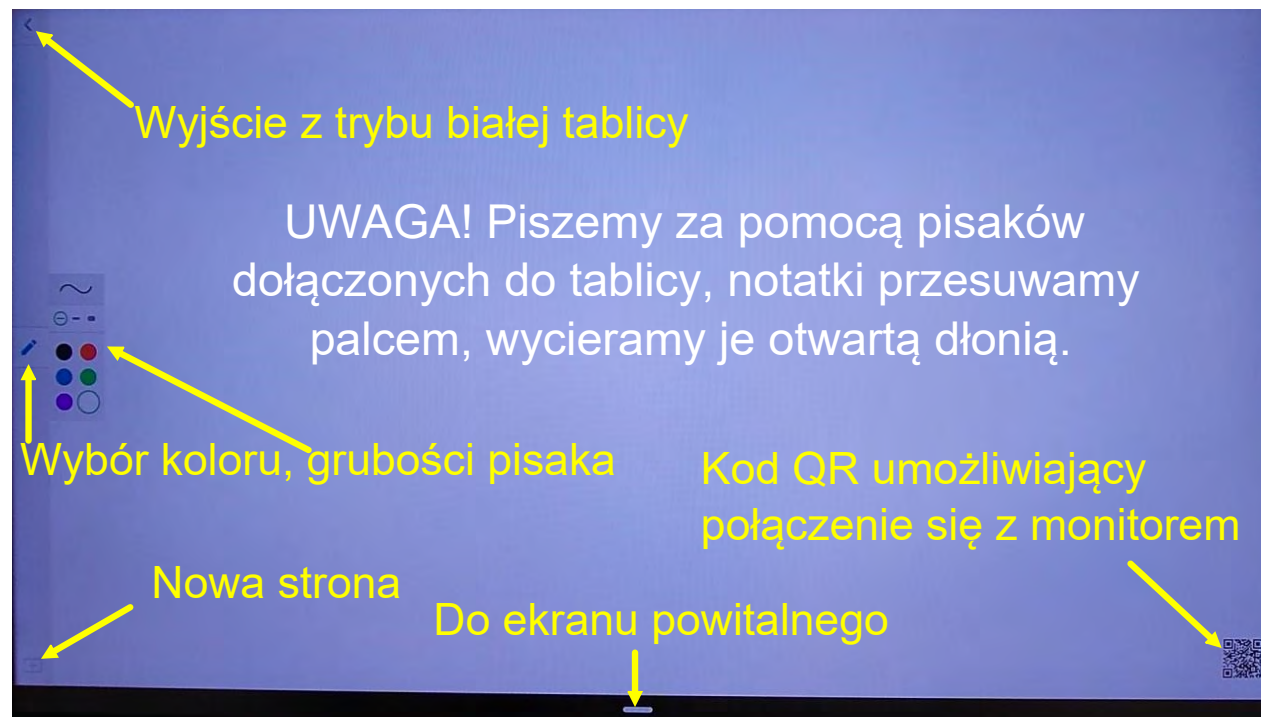 Wyjście z trybu białej tablicy
UWAGA! Piszemy za pomocą pisaków
dołączonych do tablicy, notatki przesuwamy
palcem, wycieramy je otwartą dłonią.
Wybór koloru, grubości pisaka
Kod QR umożliwiający
połączenie się z monitorem
Nowa strona
Do ekranu powitalnego